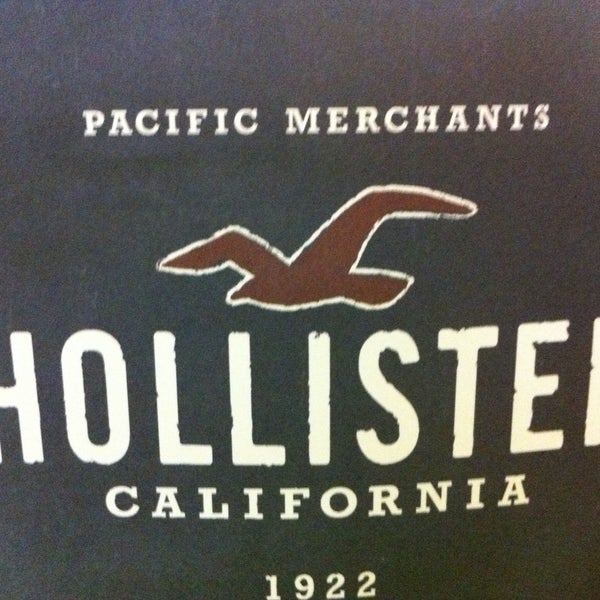 PACIFIC MERCHANTS
HOLLISTE
CALIFORNIA
1922